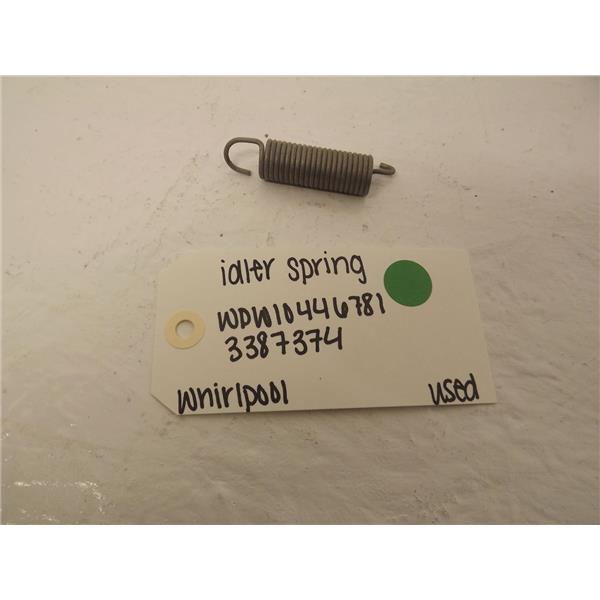 idler spring
WPW10446781
3387374
Whirlpool
used